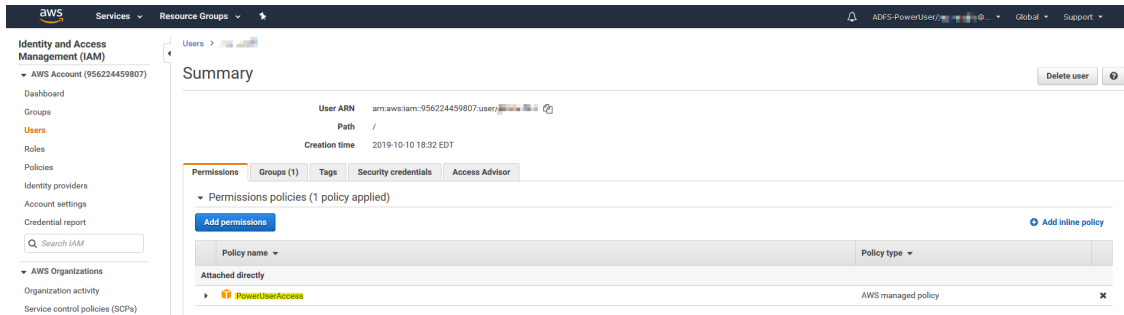 aws Services Resource Groups ADFS-PowerUser/ @... Global Support
Identity and Access Management (IAM)
AWS Account (956224459807)
Dashboard
Groups
Users
Roles
Policies
Identity providers
Account settings
Credential report
Search IAM
AWS Organizations
Organization activity
Service control policies (SCPs)
Users >
Summary
Delete user
User ARN arn:aws:iam::956224459807:user/
Path /
Creation time 2019-10-10 18:32 EDT
Permissions Groups (1) Tags Security credentials Access Advisor
Permissions policies (1 policy applied)
Add permissions Add inline policy
Policy name Policy type
Attached directly
PowerUserAccess AWS managed policy